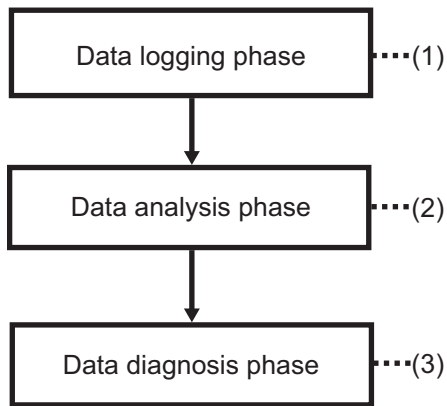 Data logging phase (1)
Data analysis phase (2)
Data diagnosis phase (3)